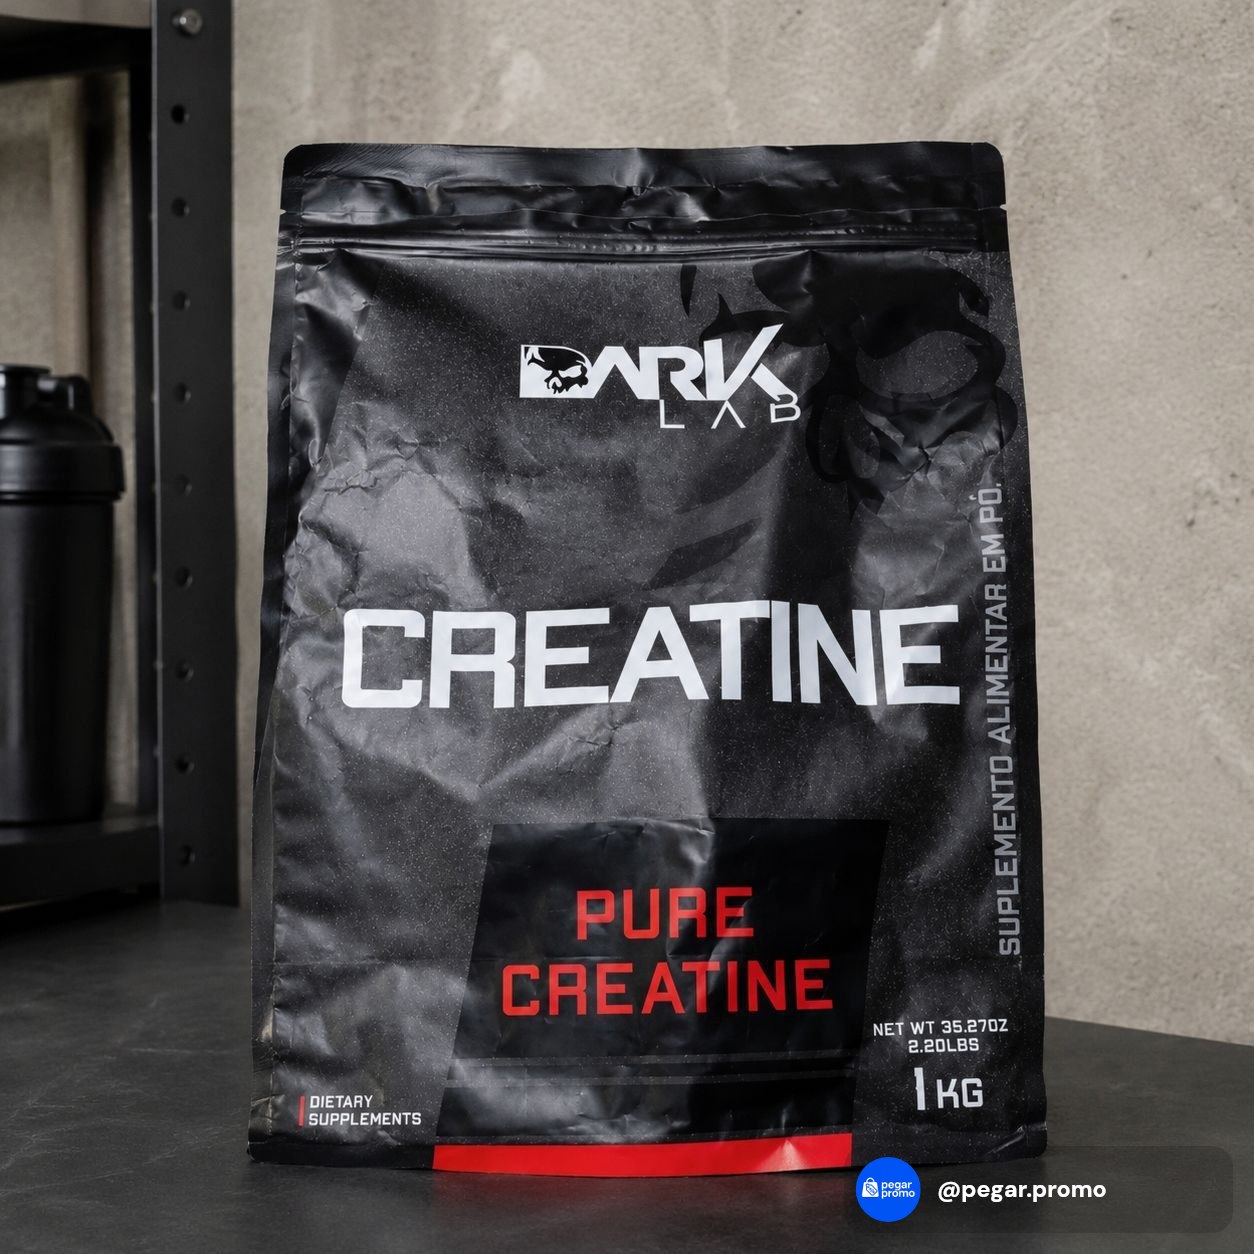 DARK
LAB
CREATINE
SUPLEMENTO ALIMENTAR EM PÓ.
PURE
CREATINE
NET WT 35.27OZ
2.20LBS
1KG
DIETARY
SUPPLEMENTS
pegar
promo
@pegar.promo